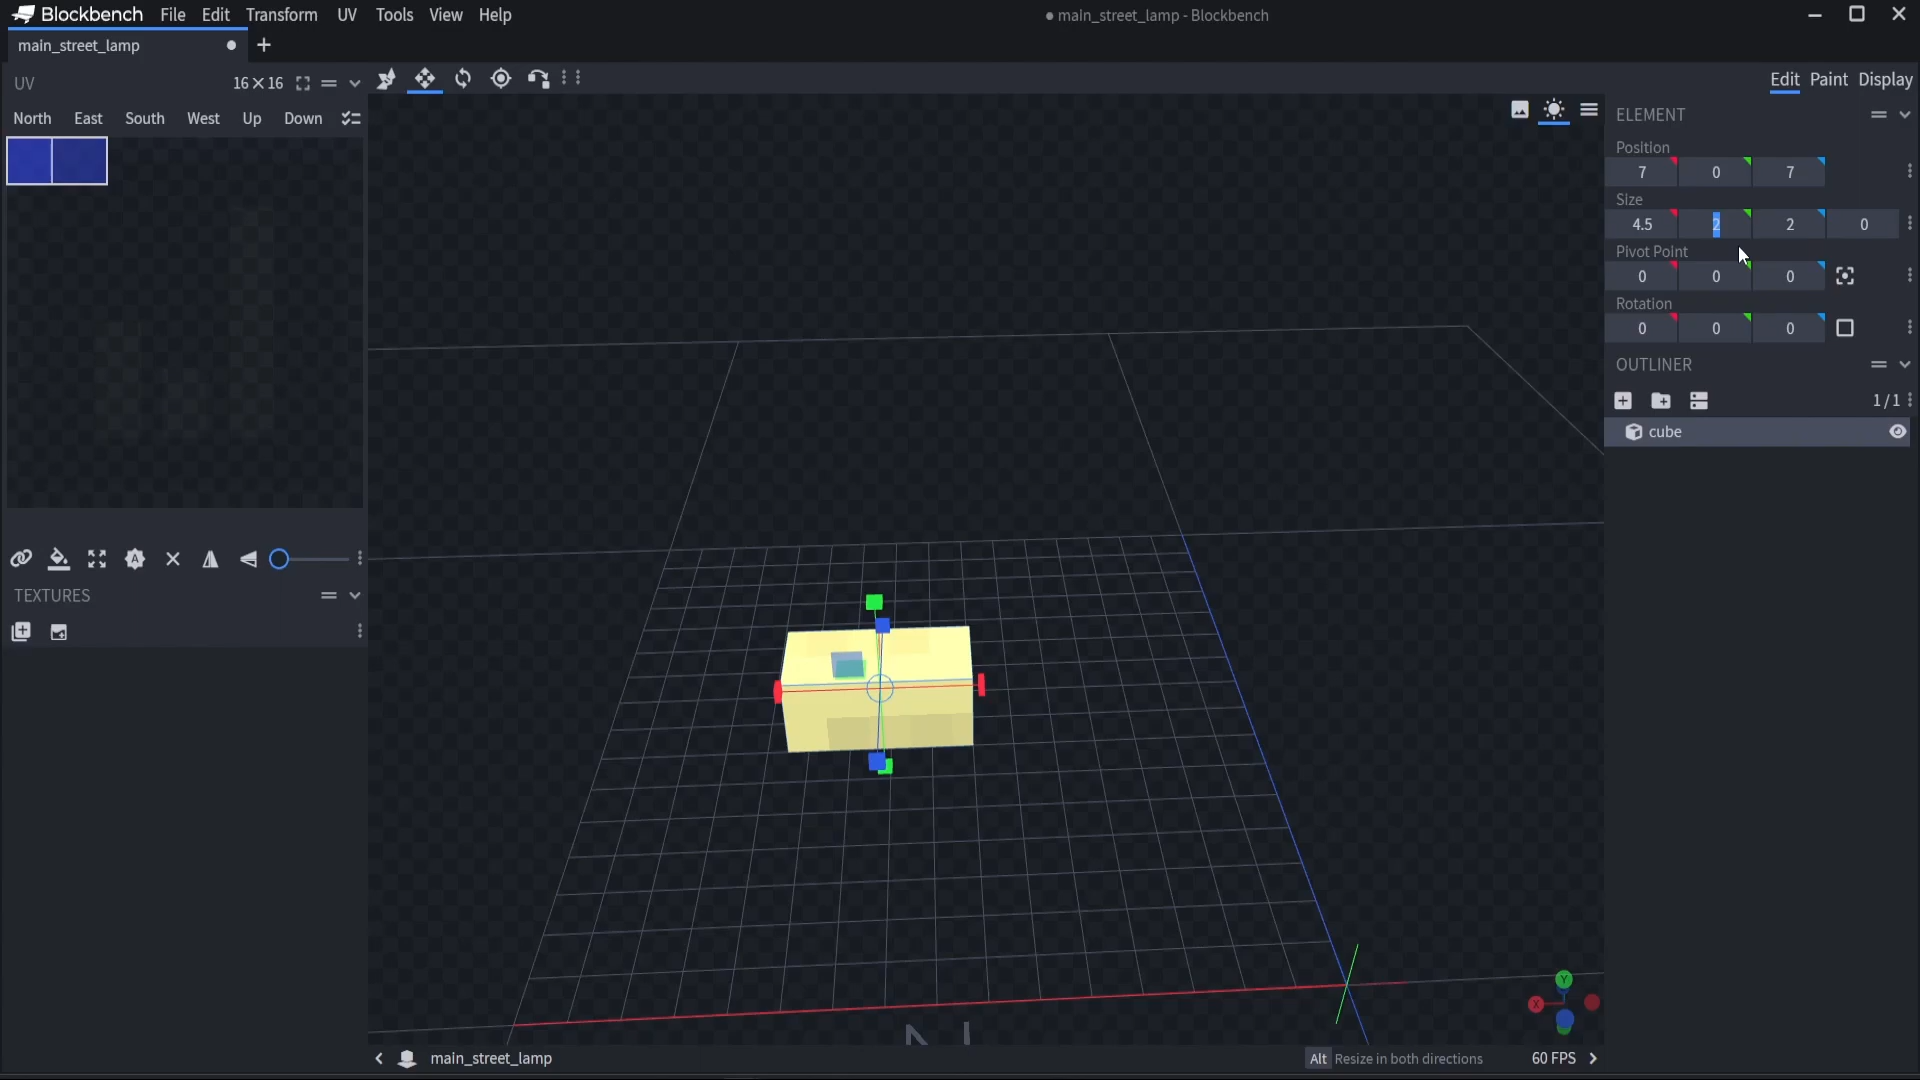 Blockbench File Edit Transform UV Tools View Help
● main_street_lamp - Blockbench
main_street_lamp
UV 16×16
North East South West Up Down
Edit Paint Display
ELEMENT
Position
7 0 7
Size
4.5 2 2 0
Pivot Point
0 0 0
Rotation
0 0 0
OUTLINER
1/1
cube
TEXTURES
N
Y
X
main_street_lamp
Alt Resize in both directions 60 FPS